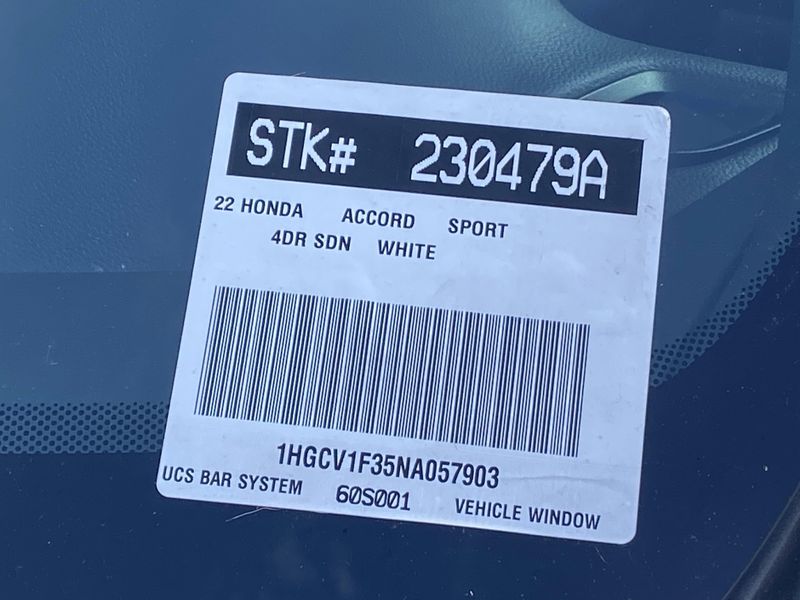 STK# 230479A
22 HONDA ACCORD SPORT
4DR SDN WHITE
1HGCV1F35NA057903
UCS BAR SYSTEM 60S001 VEHICLE WINDOW